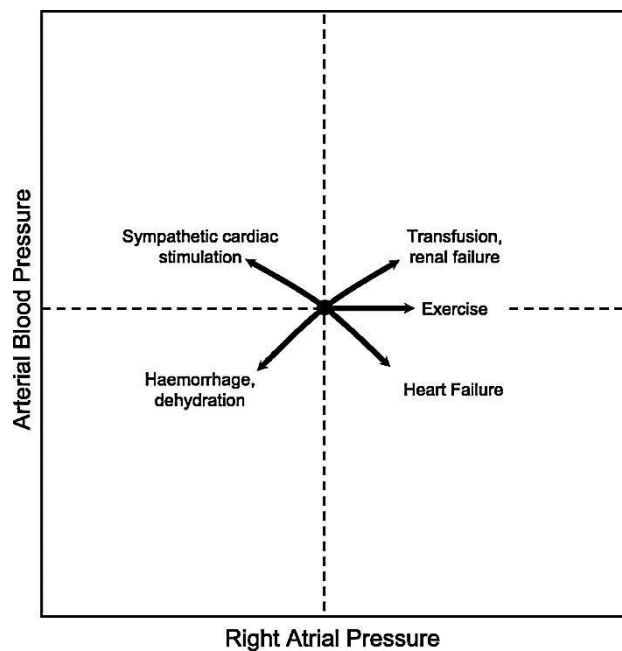 Arterial Blood Pressure
Sympathetic cardiac
stimulation
Transfusion,
renal failure
Exercise
Haemorrhage,
dehydration
Heart Failure
Right Atrial Pressure